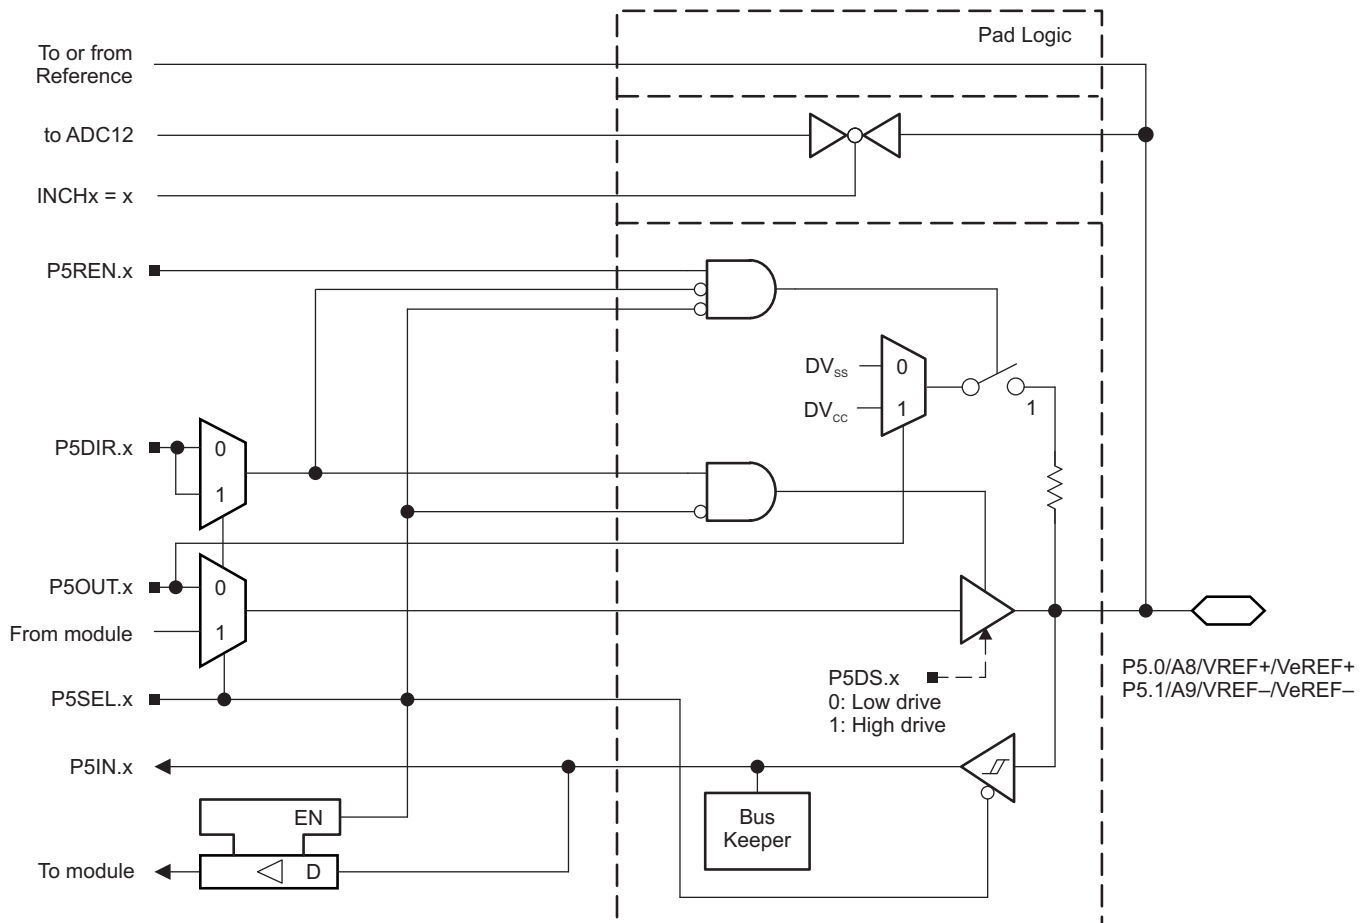 Pad Logic
To or from
Reference
to ADC12
INCHx = x
P5REN.x
DVSS
0
DVCC
1
1
P5DIR.x
0
1
P5OUT.x
0
From module
1
P5SEL.x
P5DS.x
0: Low drive
1: High drive
P5.0/A8/VREF+/VeREF+
P5.1/A9/VREF–/VeREF–
P5IN.x
Bus
Keeper
EN
To module
D